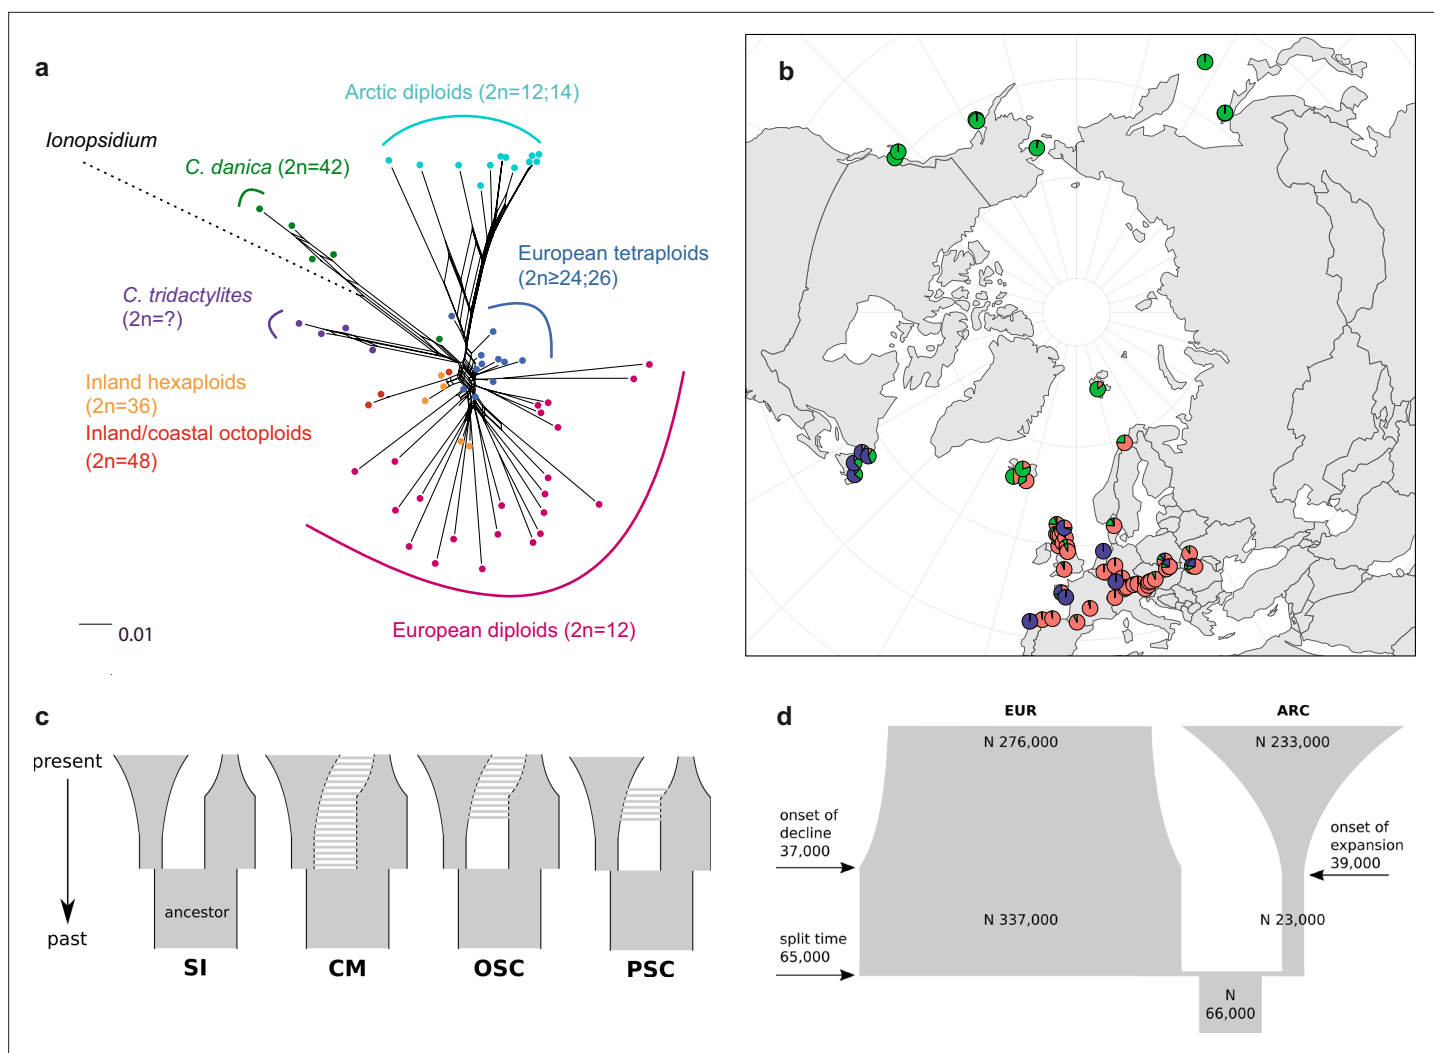 a
Arctic diploids (2n=12;14)
Ionopsidium
C. danica (2n=42)
European tetraploids
(2n≥24;26)
C. tridactylites
(2n=?)
Inland hexaploids
(2n=36)
Inland/coastal octoploids
(2n=48)
European diploids (2n=12)
0.01
b
c
present
past
ancestor
SI
CM
OSC
PSC
d
EUR
ARC
N 276,000
N 233,000
onset of
decline
37,000
onset of
expansion
39,000
N 337,000
N 23,000
split time
65,000
N
66,000